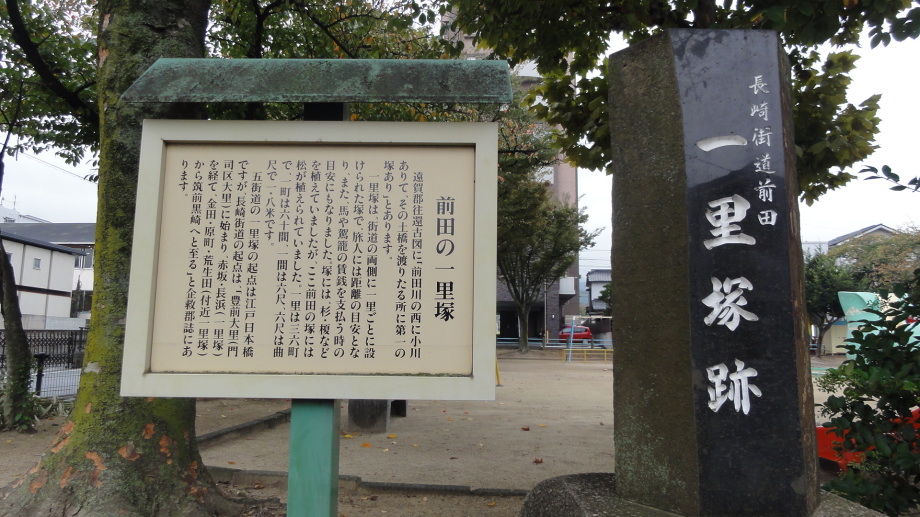 前田の一里塚
遠賀郡往還古図に前田川の西に小川
ありて、その土橋を渡りたる所に第一の
塚あり、とあります。
一里塚は、街道の両側に一里ごとに設
けられた塚で、旅人には距離の目安とな
り、また、馬や駕籠の賃銭を支払う時の
目安にもなりました。塚には、杉・榎など
を植えていましたが、ここ前田の塚には
松が植えられていました。一里は三六町
で、一町は六十間、一間は六尺、六尺は曲
尺で一・八米です。
五街道の一里塚の起点は江戸日本橋
ですが、長崎街道の起点は、豊前大里(門
司区大里)に始まり、赤坂・長浜(一里塚)
を経て、金田・原町・荒生田(付近一里塚)
から筑前黒崎へと至ると企救郡誌にあ
ります。
長崎街道前田
一里塚跡